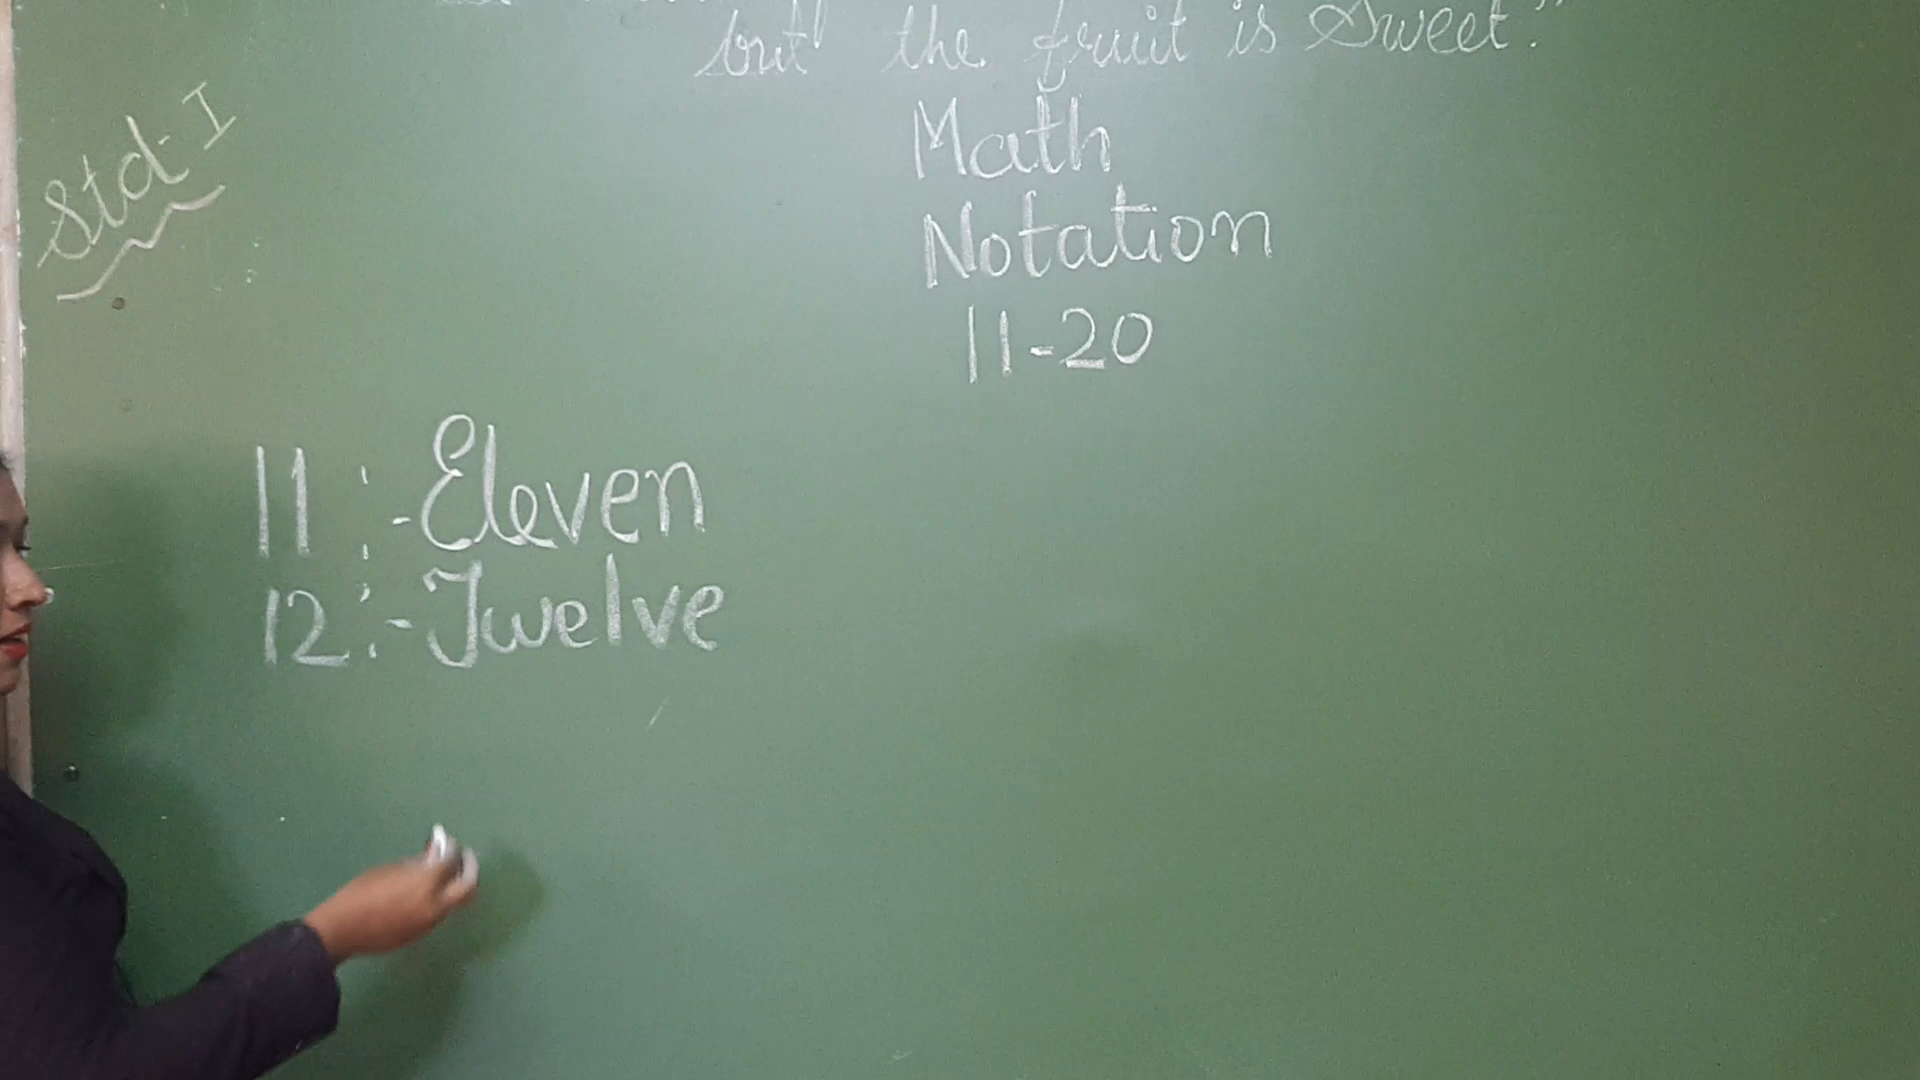 but the fruit is Sweet."
Std-I
Math
Notation
11-20
11 :- Eleven
12 :- Twelve